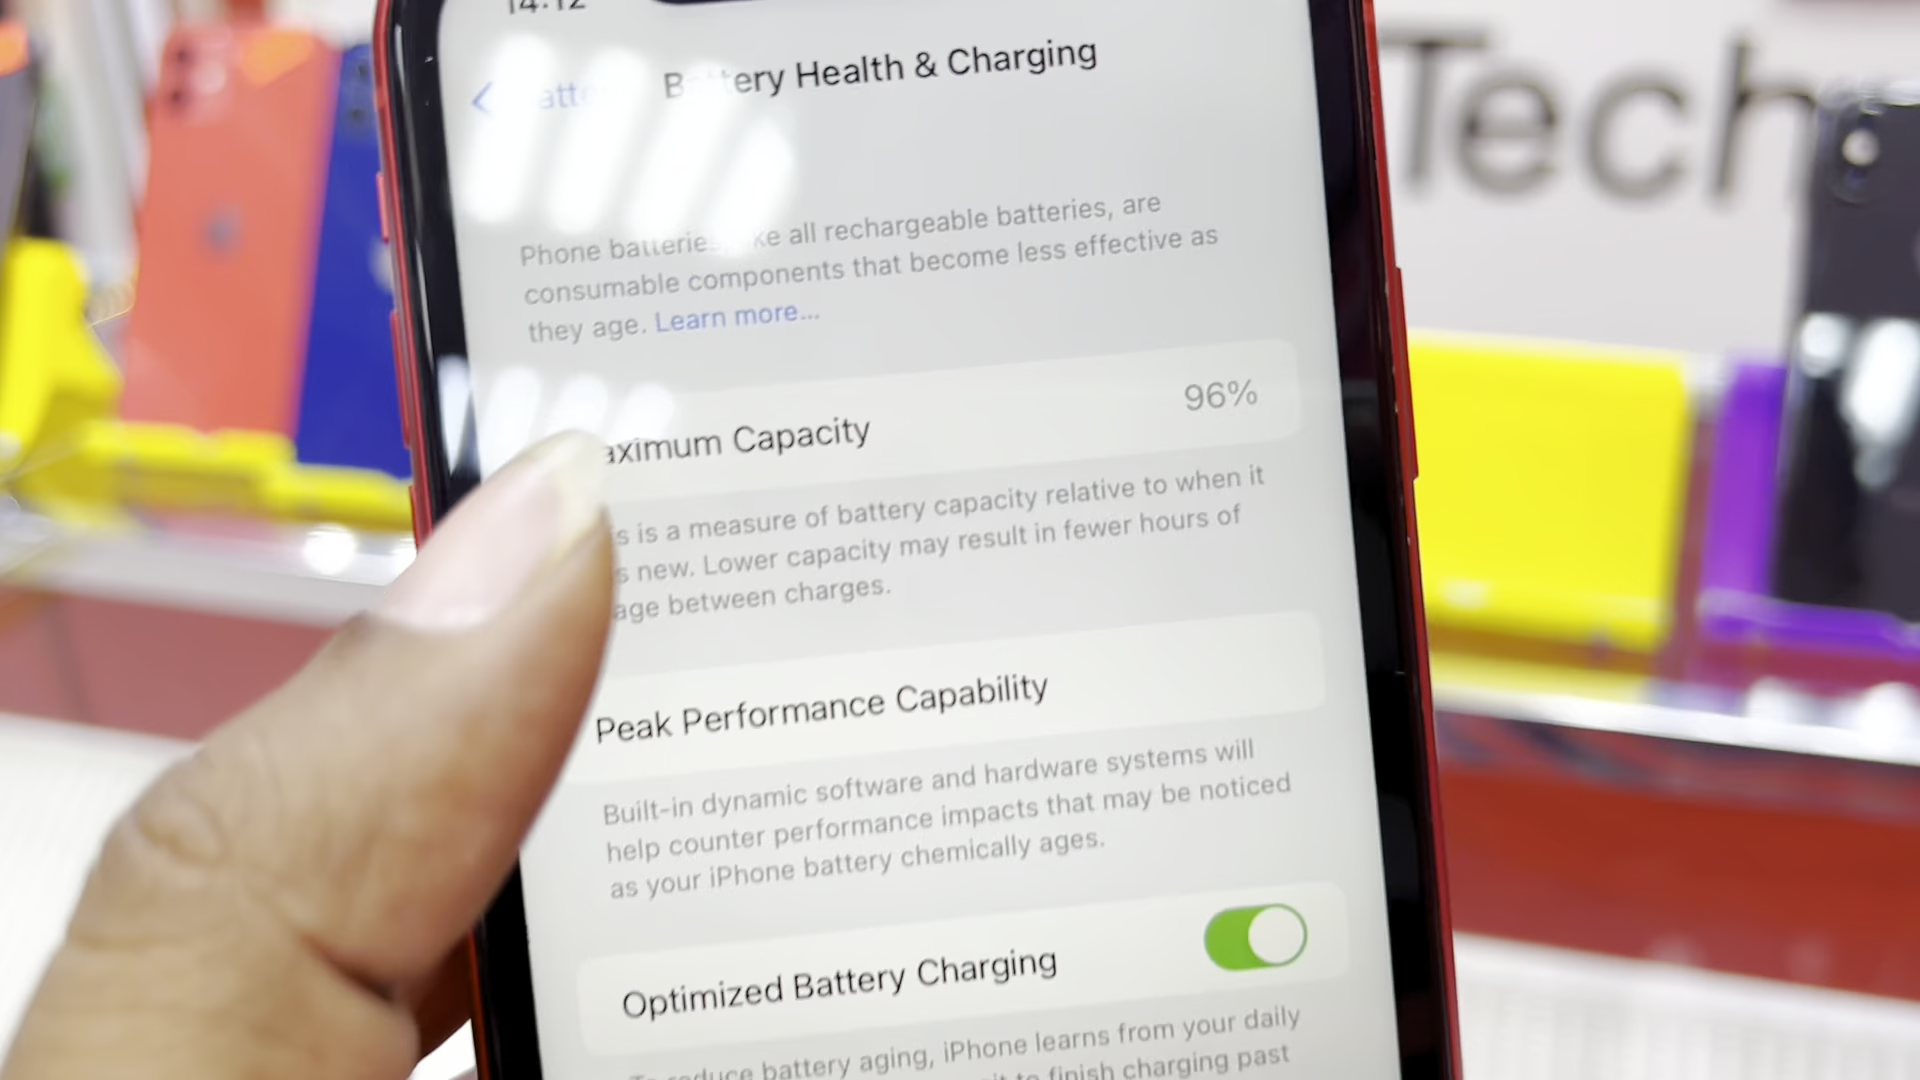 14:12
Battery Health & Charging
Phone batteries, like all rechargeable batteries, are
consumable components that become less effective as
they age. Learn more...
aximum Capacity
96%
s is a measure of battery capacity relative to when it
s new. Lower capacity may result in fewer hours of
age between charges.
Peak Performance Capability
Built-in dynamic software and hardware systems will
help counter performance impacts that may be noticed
as your iPhone battery chemically ages.
Optimized Battery Charging
To reduce battery aging, iPhone learns from your daily
it to finish charging past
Tech